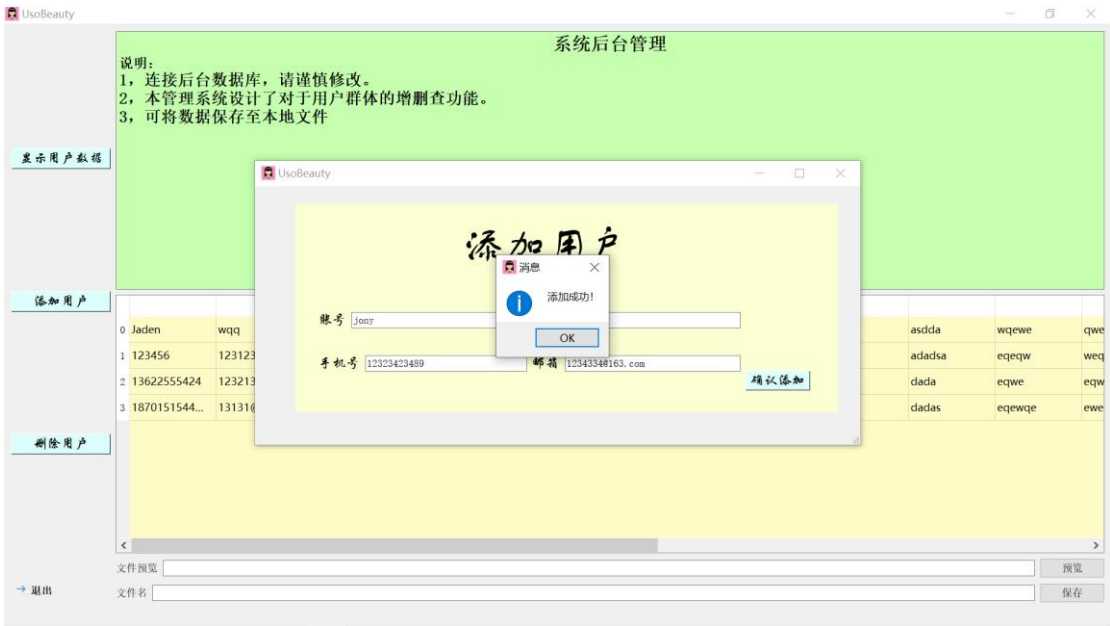 UsoBeauty
系统后台管理
说明:
1，连接后台数据库，请谨慎修改。
2，本管理系统设计了对于用户群体的增删查功能。
3，可将数据保存至本地文件
显示用户数据
UsoBeauty
添加用户
消息
添加成功!
OK
账号 jony
手机号 12323423489 邮箱 1234334@163.com
确认添加
添加用户
0 Jaden wqq asdda wqewe qwe
1 123456 123123 adadsa eqeqw weq
2 13622555424 123213 dada eqwe eqw
3 1870151544... 13131@ dadas eqewqe ewe
删除用户
文件预览 预览
退出
文件名 保存